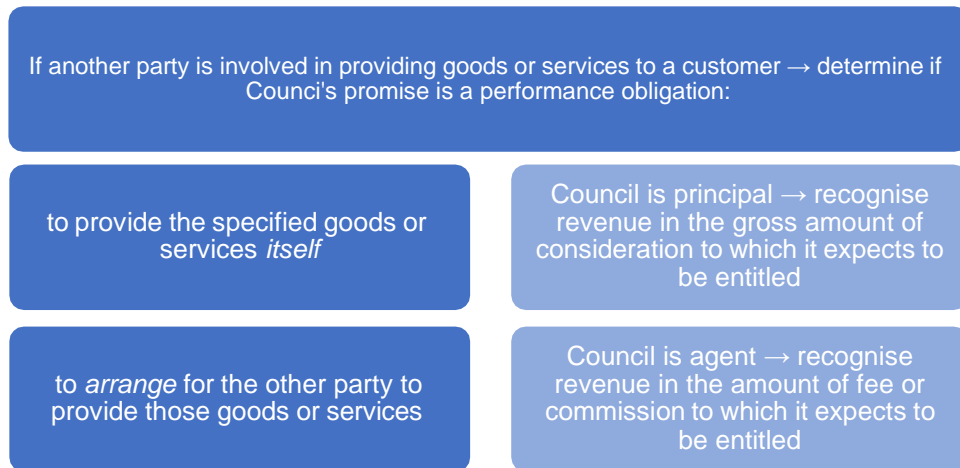 If another party is involved in providing goods or services to a customer → determine if
Counci's promise is a performance obligation:
to provide the specified goods or
services itself
Council is principal → recognise
revenue in the gross amount of
consideration to which it expects to
be entitled
to arrange for the other party to
provide those goods or services
Council is agent → recognise
revenue in the amount of fee or
commission to which it expects to
be entitled